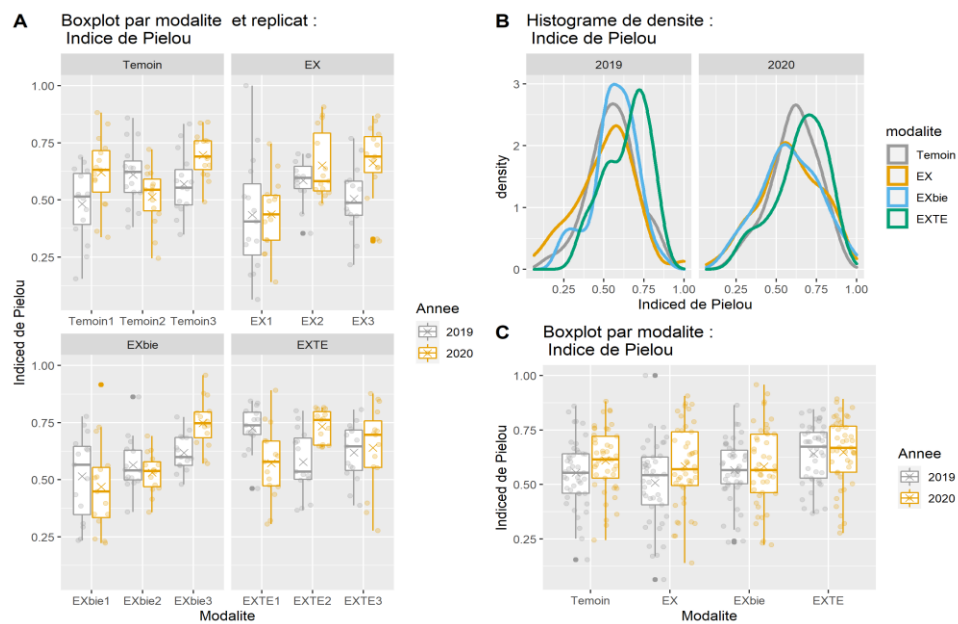 A
Boxplot par modalite et replicat :
Indice de Pielou
Temoin
EX
1.00
0.75
0.50
0.25
Temoin1 Temoin2 Temoin3
EX1 EX2 EX3
EXbie
EXTE
1.00
0.75
0.50
0.25
EXbie1 EXbie2 EXbie3
EXTE1 EXTE2 EXTE3
Indiced de Pielou
Modalite
Annee
2019
2020
B
Histograme de densite :
Indice de Pielou
2019
2020
3
2
1
0
density
0.25 0.50 0.75 1.00
0.25 0.50 0.75 1.00
Indiced de Pielou
modalite
Temoin
EX
EXbie
EXTE
C
Boxplot par modalite :
Indice de Pielou
1.00
0.75
0.50
0.25
Indiced de Pielou
Temoin EX EXbie EXTE
Modalite
Annee
2019
2020